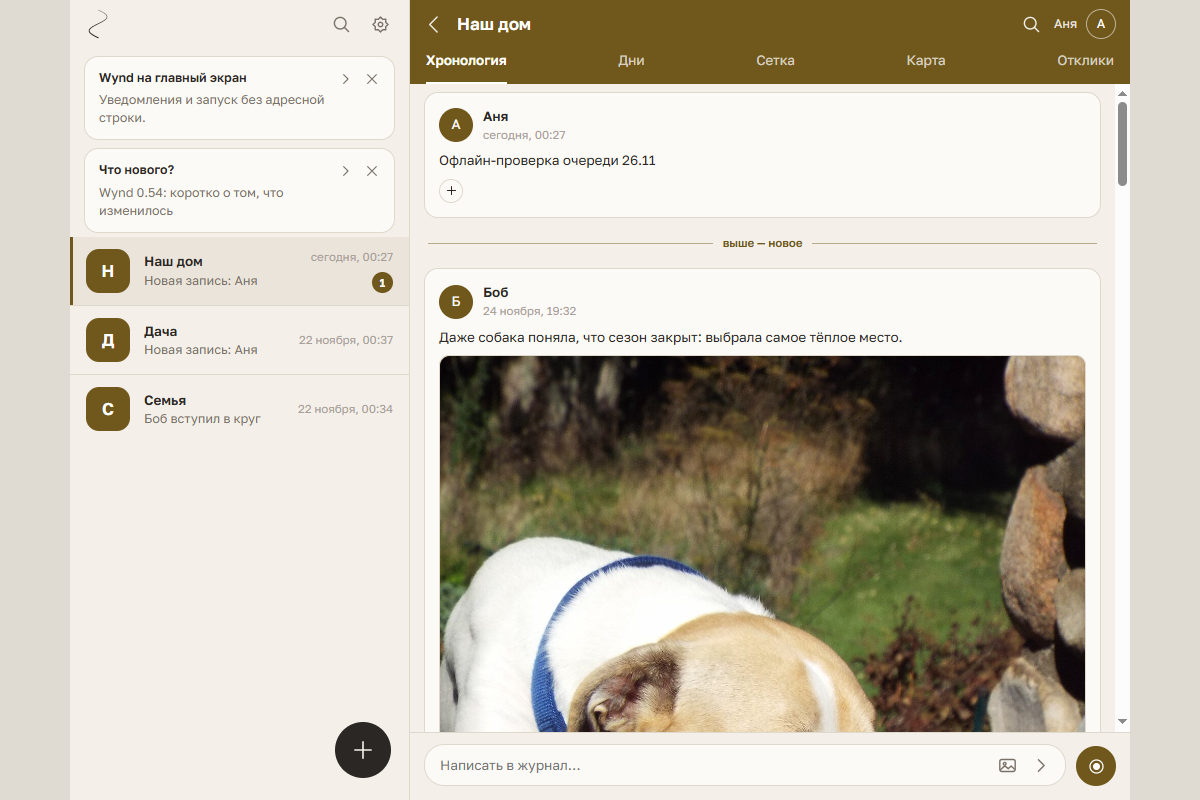 Wynd на главный экран
Уведомления и запуск без адресной
строки.
Что нового?
Wynd 0.54: коротко о том, что
изменилось
Н
Наш дом
сегодня, 00:27
Новая запись: Аня
1
Д
Дача
22 ноября, 00:37
Новая запись: Аня
С
Семья
22 ноября, 00:34
Боб вступил в круг
Наш дом
Аня
А
Хронология
Дни
Сетка
Карта
Отклики
А
Аня
сегодня, 00:27
Офлайн-проверка очереди 26.11
выше — новое
Б
Боб
24 ноября, 19:32
Даже собака поняла, что сезон закрыт: выбрала самое тёплое место.
Написать в журнал...